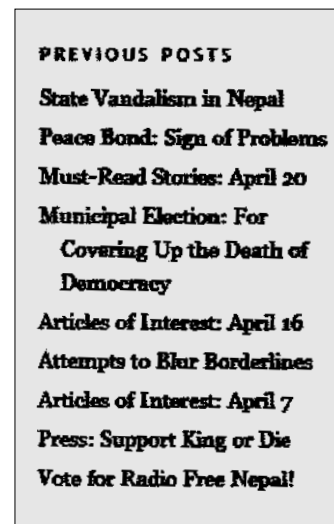 PREVIOUS POSTS
State Vandalism in Nepal
Peace Bond: Sign of Problems
Must-Read Stories: April 20
Municipal Election: For
Covering Up the Death of
Democracy
Articles of Interest: April 16
Attempts to Blur Borderlines
Articles of Interest: April 7
Press: Support King or Die
Vote for Radio Free Nepal!